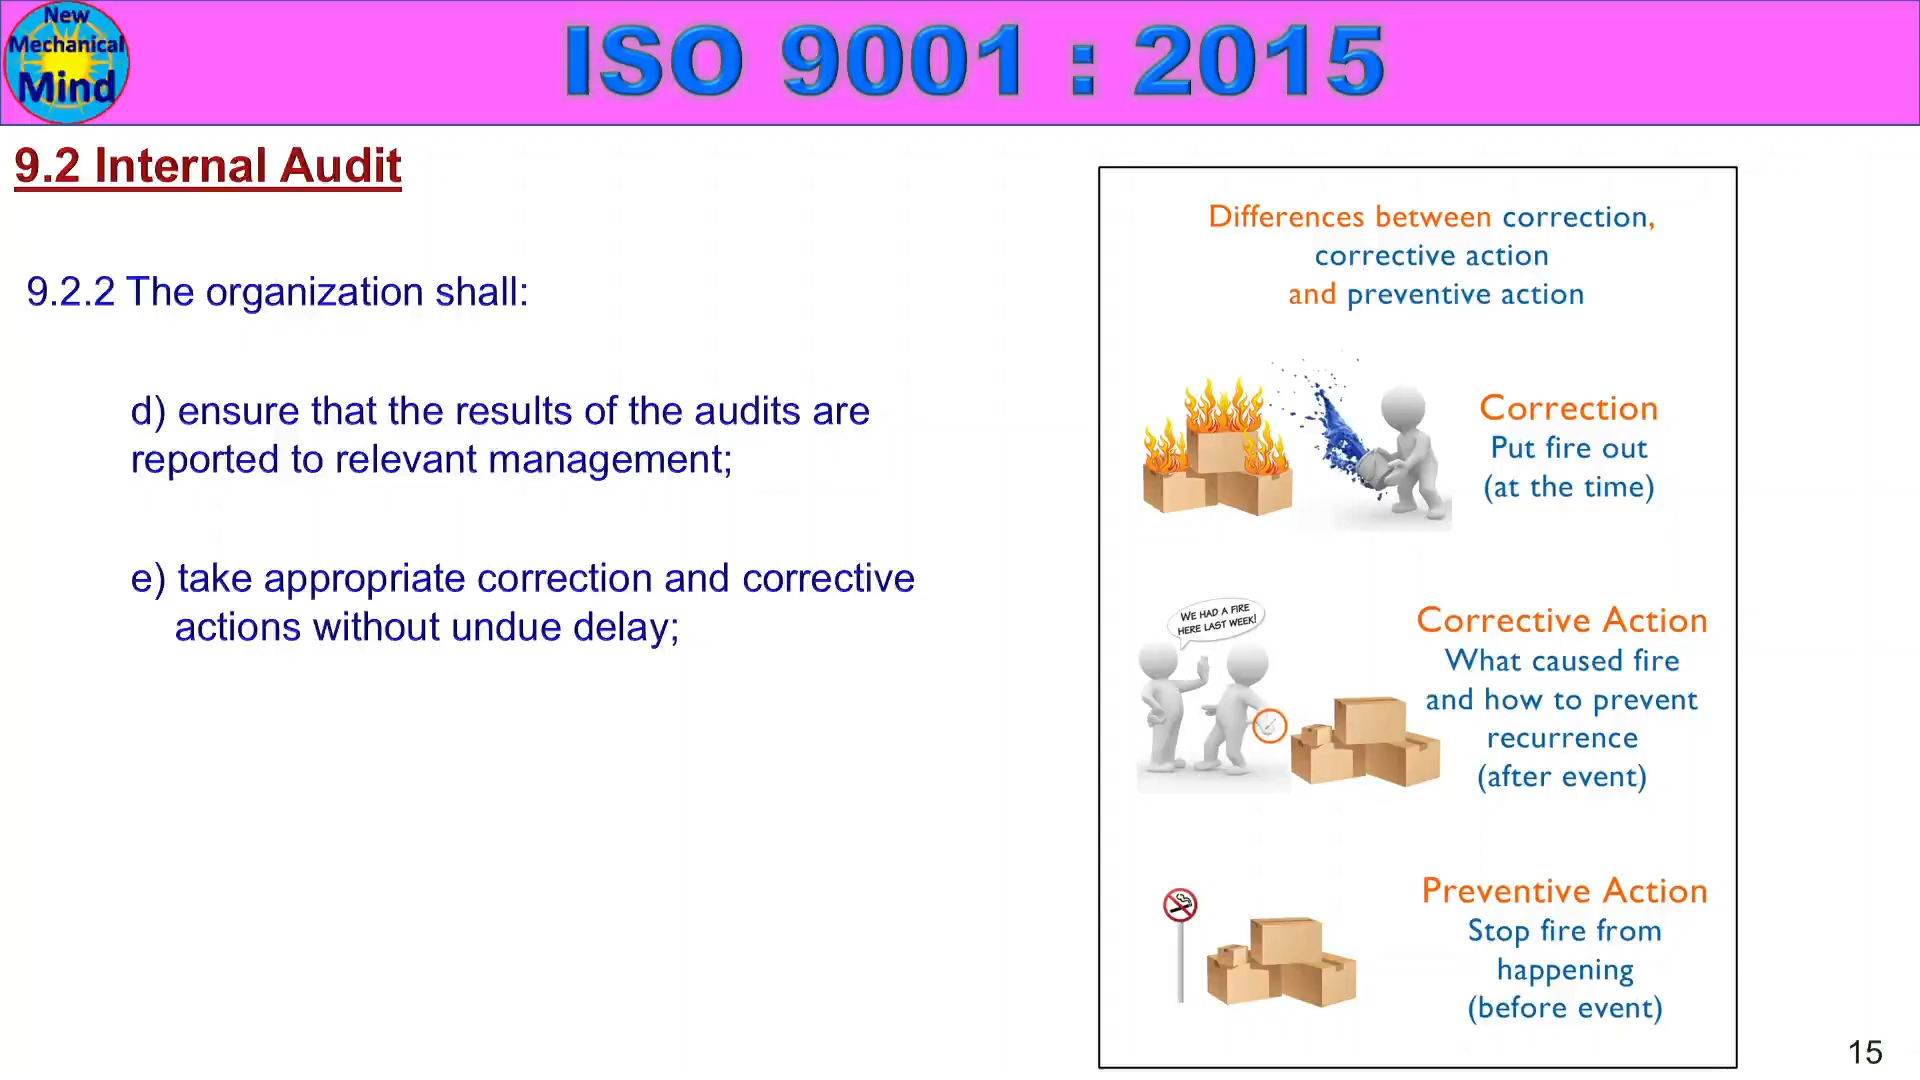 New
Mechanical
Mind
ISO 9001 : 2015
9.2 Internal Audit
9.2.2 The organization shall:
d) ensure that the results of the audits are
reported to relevant management;
e) take appropriate correction and corrective
actions without undue delay;
Differences between correction,
corrective action
and preventive action
Correction
Put fire out
(at the time)
WE HAD A FIRE
HERE LAST WEEK!
Corrective Action
What caused fire
and how to prevent
recurrence
(after event)
Preventive Action
Stop fire from
happening
(before event)
15